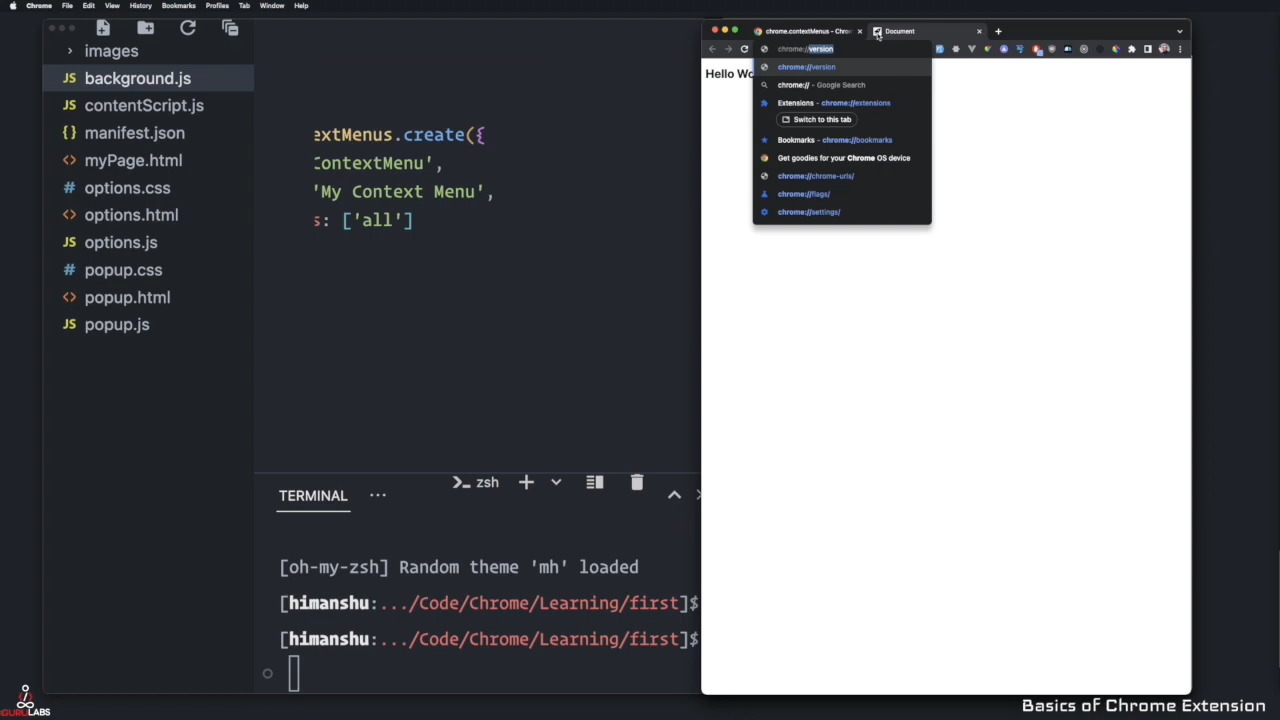 Chrome File Edit View History Bookmarks Profiles Tab Window Help
images
background.js
contentScript.js
manifest.json
myPage.html
options.css
options.html
options.js
popup.css
popup.html
popup.js
extMenus.create({
ContextMenu',
'My Context Menu',
s: ['all']
TERMINAL
zsh
[oh-my-zsh] Random theme 'mh' loaded
[himanshu:.../Code/Chrome/Learning/first]$
[himanshu:.../Code/Chrome/Learning/first]$
chrome.contextMenus - Chrom
Document
chrome://version
Hello Wo
chrome://version
chrome:// - Google Search
Extensions - chrome://extensions
Switch to this tab
Bookmarks - chrome://bookmarks
Get goodies for your Chrome OS device
chrome://chrome-urls/
chrome://flags/
chrome://settings/
GURULABS
Basics of Chrome Extension